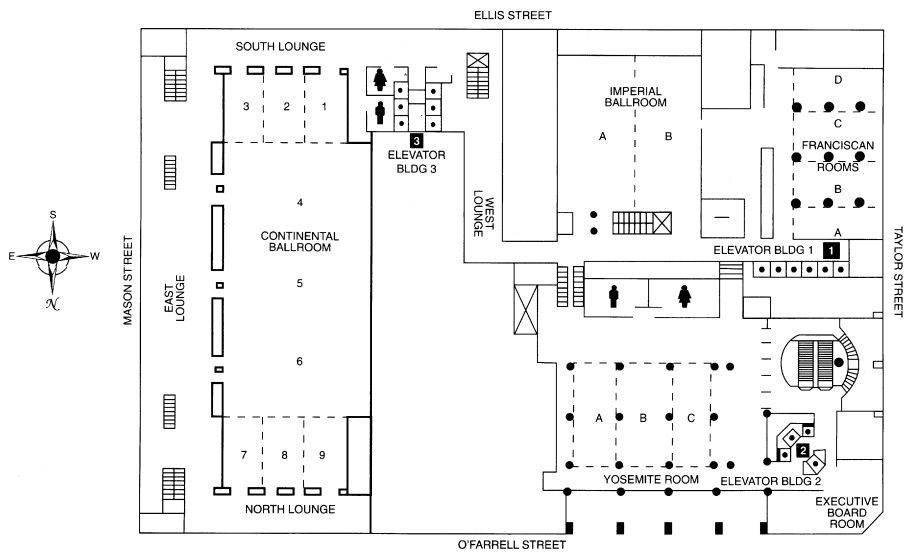 ELLIS STREET
SOUTH LOUNGE
3 2 1
3
ELEVATOR
BLDG 3
IMPERIAL
BALLROOM
A B
D
C
FRANCISCAN
ROOMS
B
A
ELEVATOR BLDG 1 1
WEST
LOUNGE
4
CONTINENTAL
BALLROOM
5
6
S
E W
N
MASON STREET
EAST
LOUNGE
TAYLOR STREET
7 8 9
NORTH LOUNGE
A B C
YOSEMITE ROOM
2
ELEVATOR BLDG 2
EXECUTIVE
BOARD
ROOM
O'FARRELL STREET